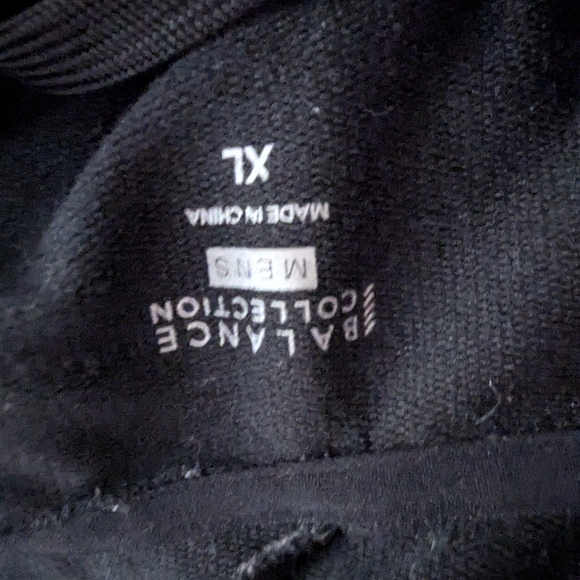 BALANCE
COLLECTION
MENS
MADE IN CHINA
XL